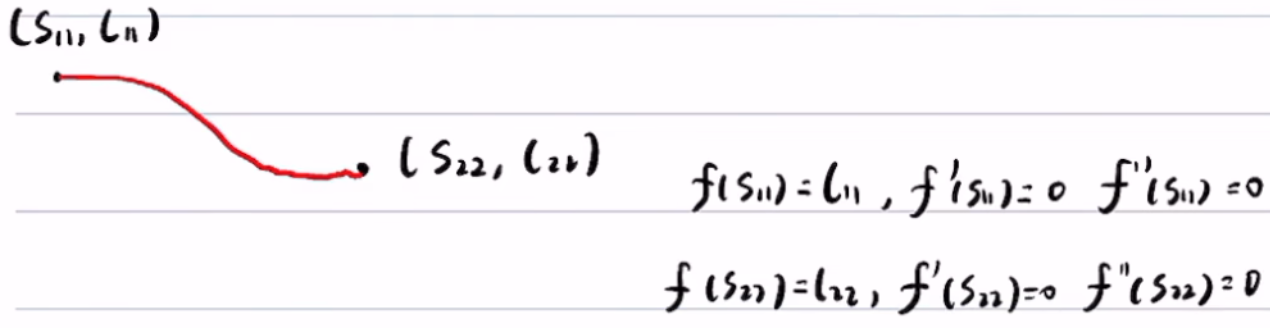 (S₁₁, l₁₁)
(S₂₂, l₂₂)
f(S₁₁) = l₁₁ , f'(S₁₁) = 0 f''(S₁₁) = 0
f(S₂₂) = l₂₂ , f'(S₂₂) = 0 f''(S₂₂) = 0